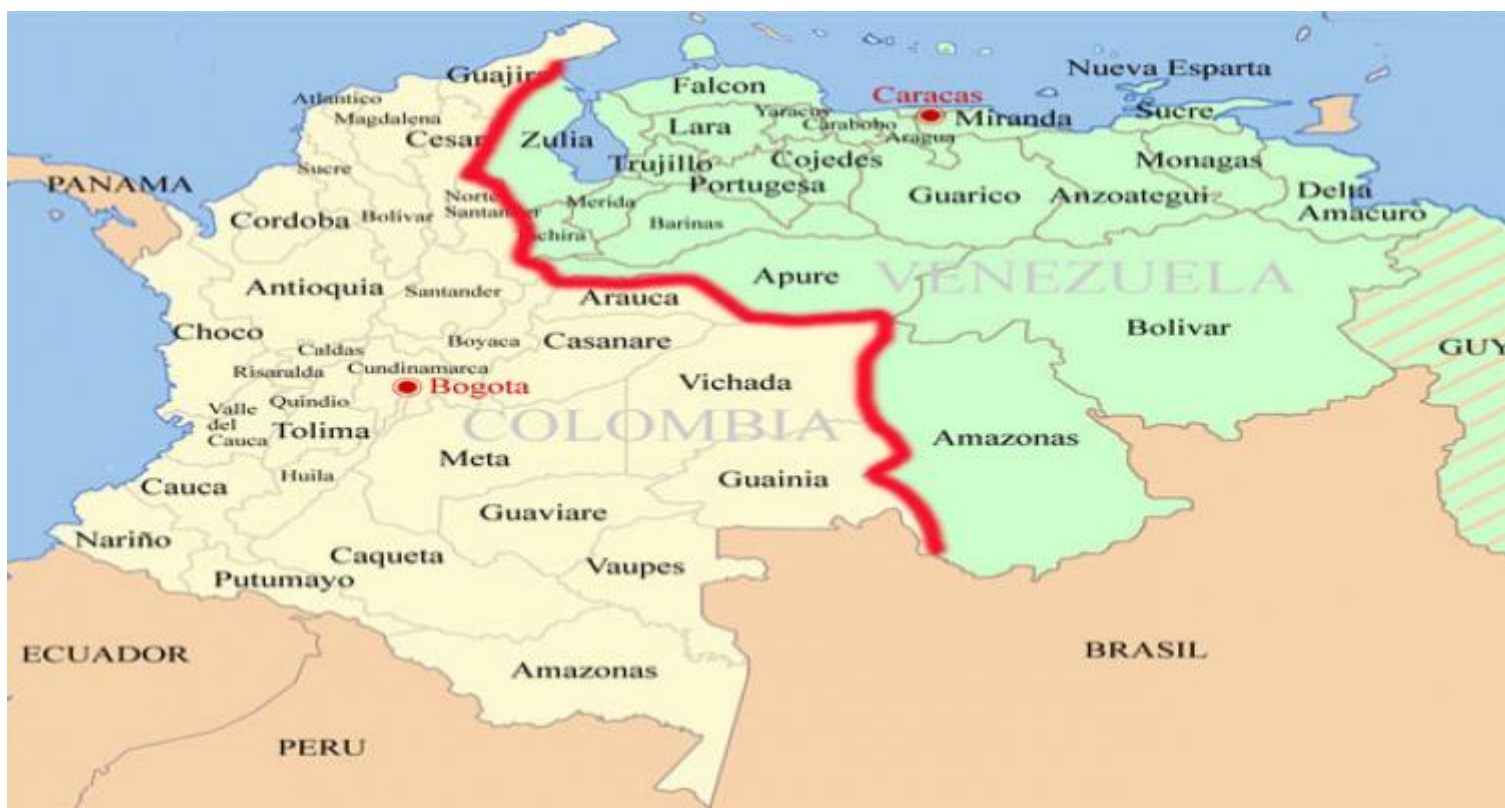 Guajira
Falcon
Nueva Esparta
Atlantico
Magdalena
Caracas
Yaracuy
Carabobo
Aragua
Miranda
Sucre
Cesar
Zulia
Lara
Trujillo
Cojedes
Monagas
Sucre
PANAMA
Portugesa
Guarico
Anzoategui
Delta
Amacuro
Cordoba
Bolivar
Norte
Santander
Merida
Barinas
Antioquia
Santander
Arauca
Apure
VENEZUELA
Bolivar
Choco
Boyaca
Casanare
Caldas
Risaralda
Cundinamarca
Bogota
Vichada
GUY
Valle
del
Cauca
Quindio
Tolima
COLOMBIA
Amazonas
Huila
Meta
Guainia
Cauca
Guaviare
Nariño
Caqueta
Vaupes
Putumayo
ECUADOR
Amazonas
BRASIL
PERU